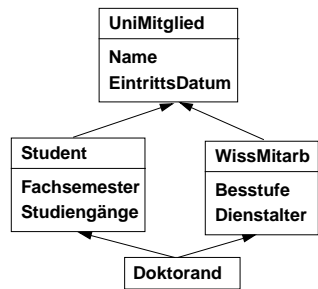 UniMitglied
Name
EintrittsDatum
Student
Fachsemester
Studiengänge
WissMitarb
Besstufe
Dienstalter
Doktorand